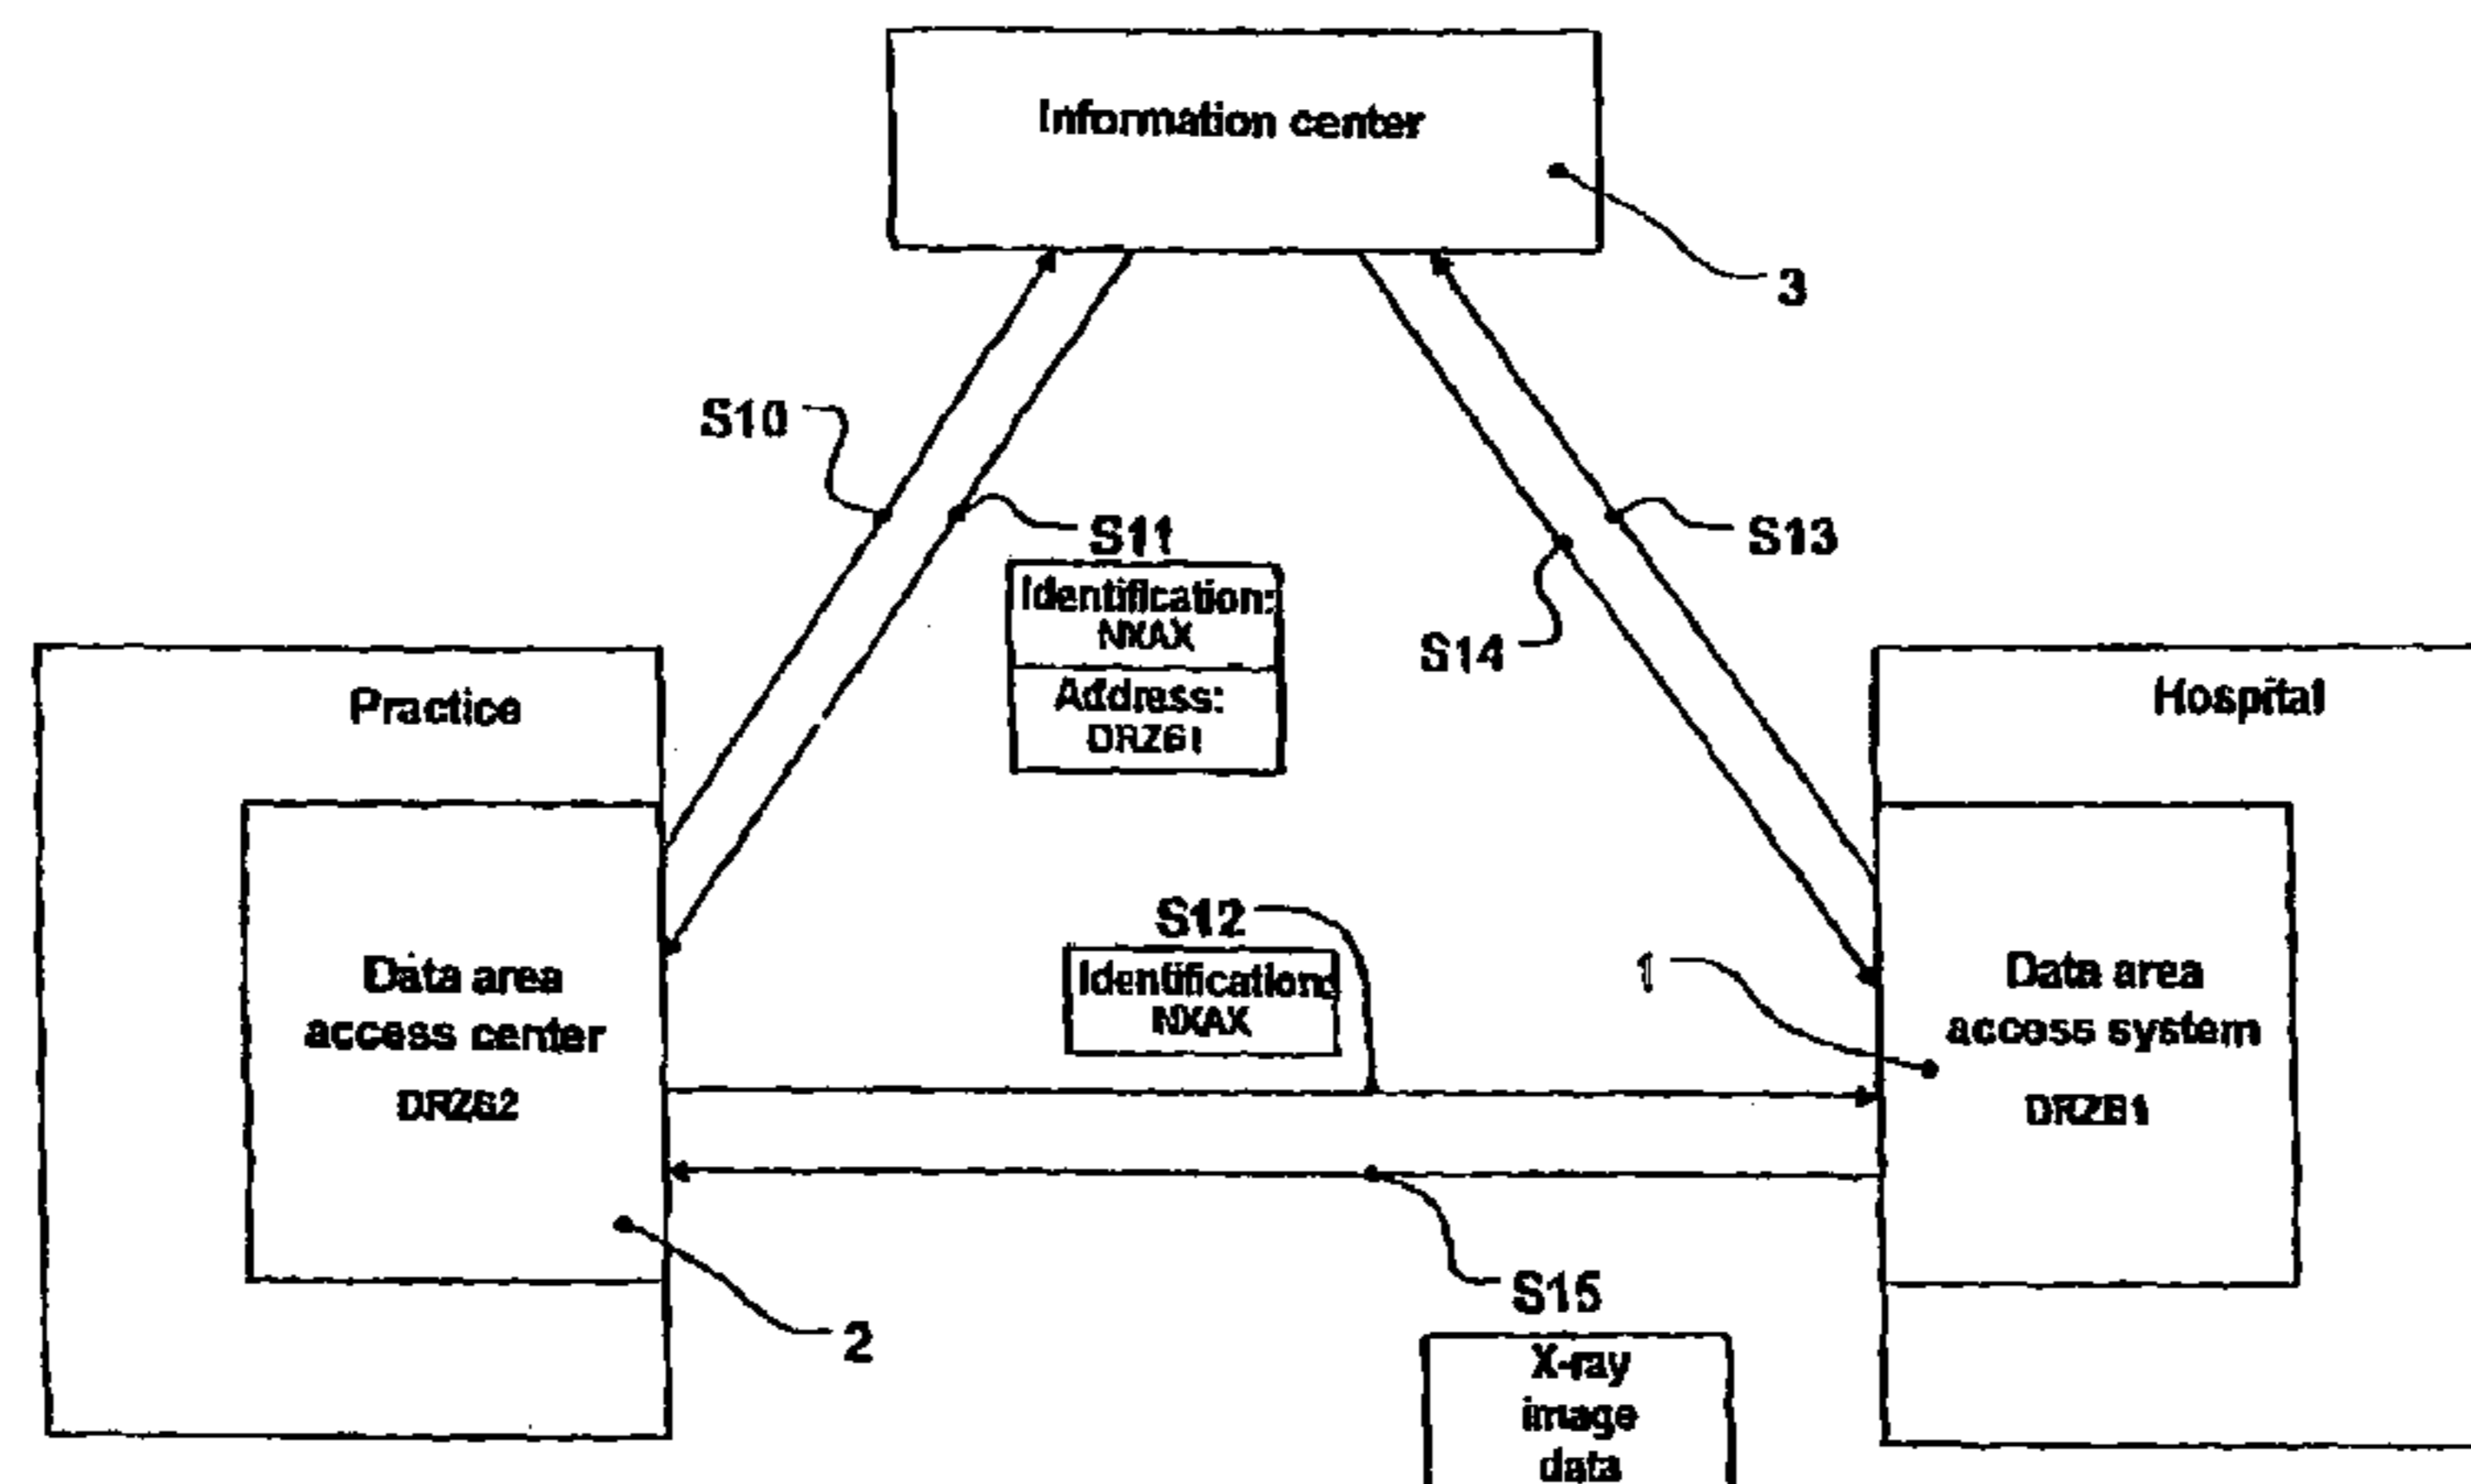 Information center
3
S10
S11
S13
Identification:
NXAX
S14
Address:
DRZ61
Practice
Hospital
S12
Identification:
NXAX
1
Data area
access center
DRZ62
Data area
access system
DRZ61
S15
2
X-ray
image
data